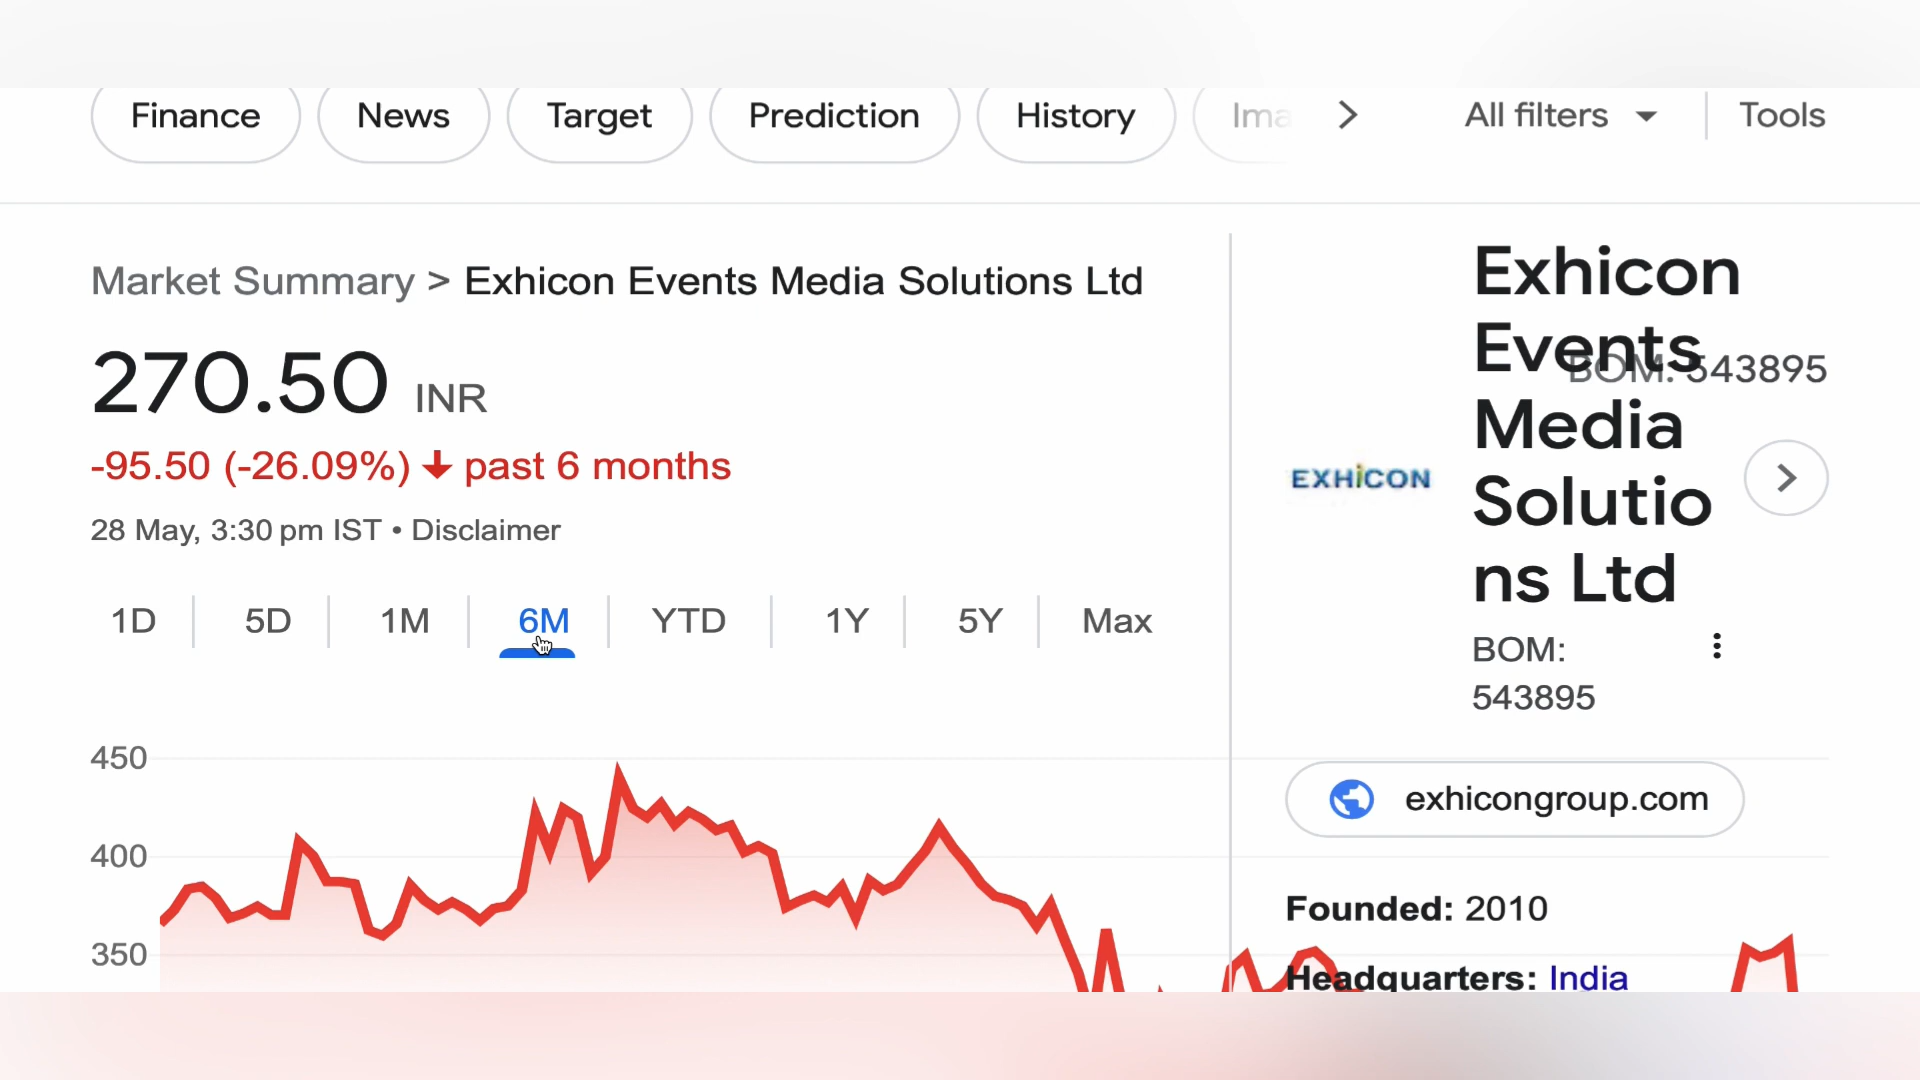 Finance
News
Target
Prediction
History
Ima
All filters
Tools
Market Summary > Exhicon Events Media Solutions Ltd
270.50 INR
-95.50 (-26.09%) ↓ past 6 months
28 May, 3:30 pm IST • Disclaimer
1D
5D
1M
6M
YTD
1Y
5Y
Max
450
400
350
EXHICON
Exhicon
Events
Media
Solutio
ns Ltd
BOM: 543895
BOM:
543895
exhicongroup.com
Founded: 2010
Headquarters: India